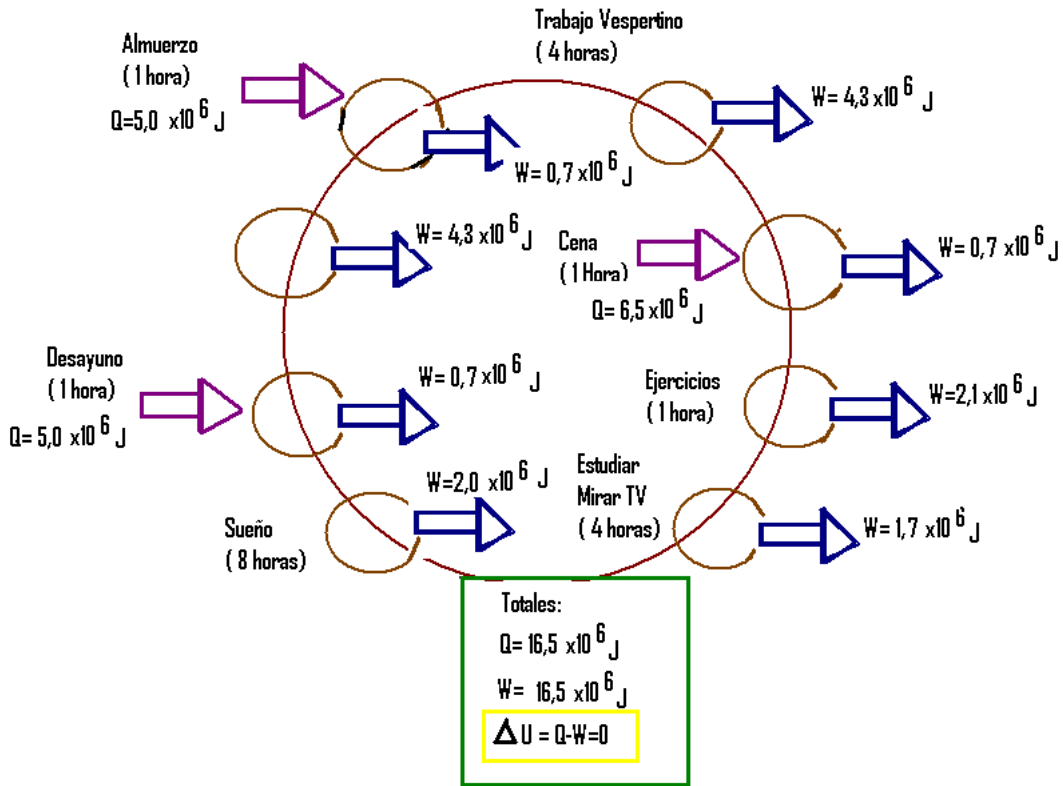 Almuerzo
(1 hora)
Q=5,0 x10 6 J
W= 0,7 x10 6 J
Trabajo Vespertino
( 4 horas)
W= 4,3 x10 6 J
W= 4,3 x10 6 J
Cena
(1 Hora)
Q= 6,5 x10 6 J
W= 0,7x10 6 J
Desayuno
( 1 hora)
Q= 5,0 x10 6 J
W= 0,7 x10 6 J
Ejercicios
(1 hora)
W=2,1 x10 6 J
Sueño
( 8 horas)
W=2,0 x10 6 J
Estudiar
Mirar TV
( 4 horas)
W= 1,7 x10 6 J
Totales:
Q= 16,5 x10 6 J
W= 16,5 x10 6 J
Δ U = Q-W=0